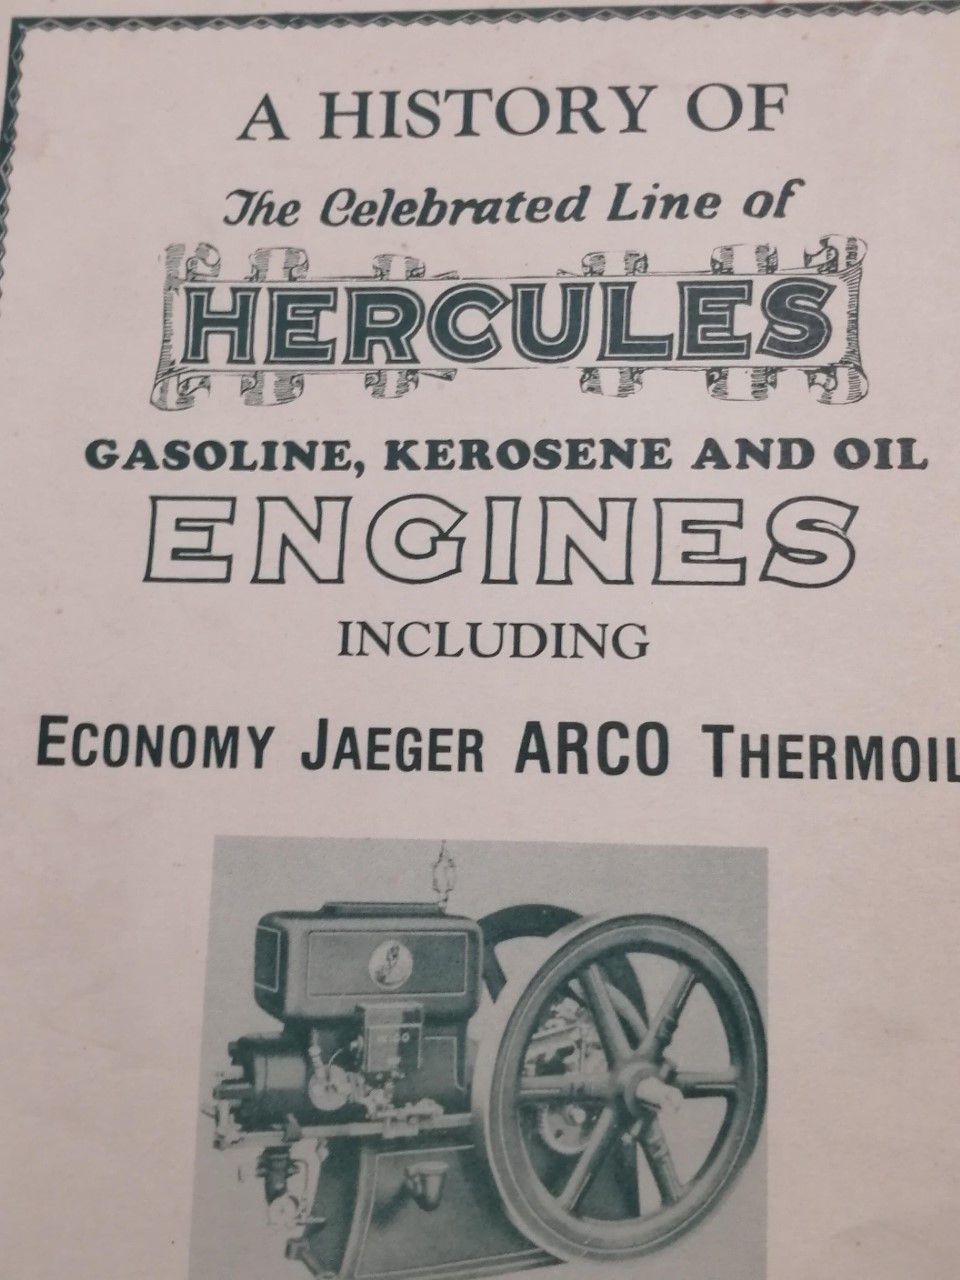 A HISTORY OF
The Celebrated Line of
HERCULES
GASOLINE, KEROSENE AND OIL
ENGINES
INCLUDING
ECONOMY JAEGER ARCO THERMOIL